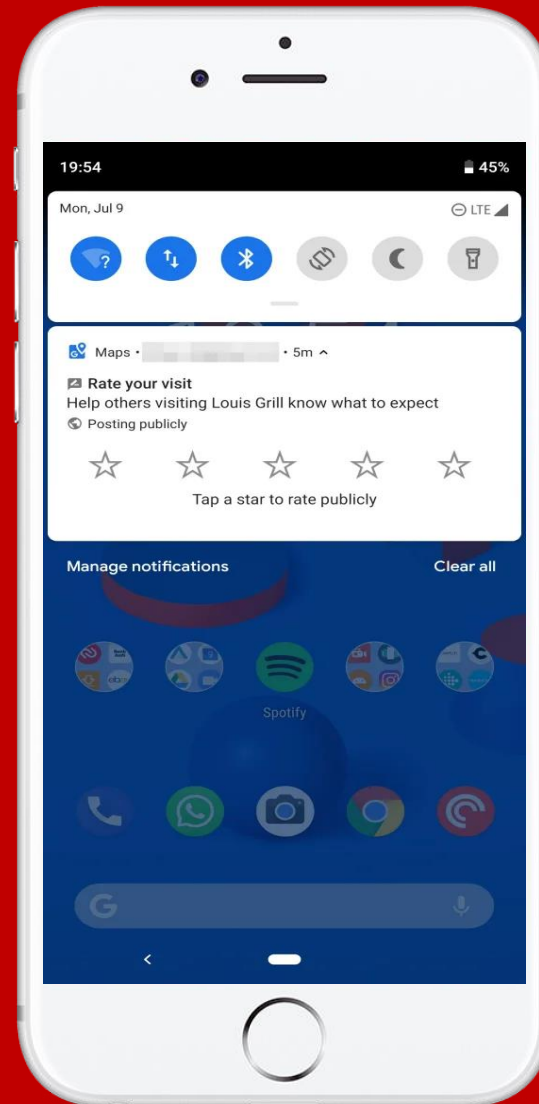 19:54
45%
Mon, Jul 9
LTE
?
Maps • • 5m
Rate your visit
Help others visiting Louis Grill know what to expect
Posting publicly
Tap a star to rate publicly
Manage notifications
Clear all
Spotify
G